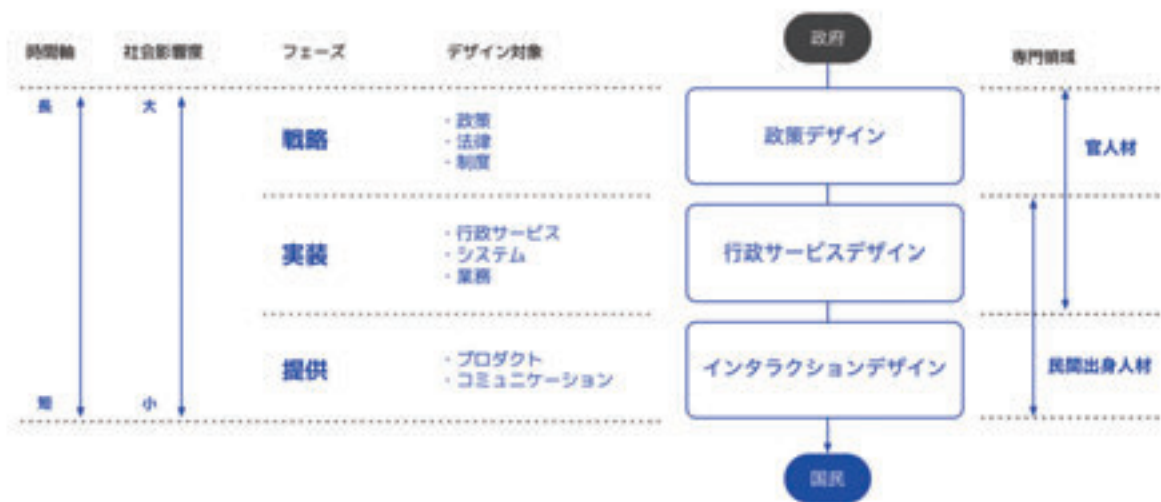 時間軸
社会影響度
フェーズ
デザイン対象
政府
専門領域
長
大
戦略
・政策
・法律
・制度
政策デザイン
官人材
実装
・行政サービス
・システム
・業務
行政サービスデザイン
提供
・プロダクト
・コミュニケーション
インタラクションデザイン
民間出身人材
短
小
国民